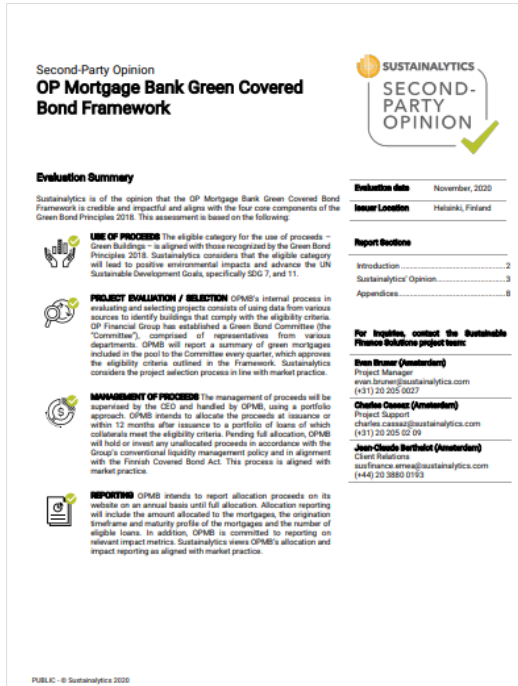 Second-Party Opinion
OP Mortgage Bank Green Covered
Bond Framework
SUSTAINALYTICS
SECOND-
PARTY
OPINION
Evaluation Summary
Sustainalytics is of the opinion that the OP Mortgage Bank Green Covered Bond
Framework is credible and impactful and aligns with the four core components of the
Green Bond Principles 2018. This assessment is based on the following:
USE OF PROCEEDS The eligible category for the use of proceeds –
Green Buildings – is aligned with those recognized by the Green Bond
Principles 2018. Sustainalytics considers that the eligible category
will lead to positive environmental impacts and advance the UN
Sustainable Development Goals, specifically SDG 7, and 11.
PROJECT EVALUATION / SELECTION OPMB's internal process in
evaluating and selecting projects consists of using data from various
sources to identify buildings that comply with the eligibility criteria.
OP Financial Group has established a Green Bond Committee (the
"Committee"), comprised of representatives from various
departments. OPMB will report a summary of green mortgages
included in the pool to the Committee every quarter, which approves
the eligibility criteria outlined in the Framework. Sustainalytics
considers the project selection process in line with market practice.
MANAGEMENT OF PROCEEDS The management of proceeds will be
supervised by the CEO and handled by OPMB, using a portfolio
approach. OPMB intends to allocate the proceeds at issuance or
within 12 months after issuance to a portfolio of loans of which
collaterals meet the eligibility criteria. Pending full allocation, OPMB
will hold or invest any unallocated proceeds in accordance with the
Group's conventional liquidity management policy and in alignment
with the Finnish Covered Bond Act. This process is aligned with
market practice.
REPORTING OPMB intends to report allocation proceeds on its
website on an annual basis until full allocation. Allocation reporting
will include the amount allocated to the mortgages, the origination
timeframe and maturity profile of the mortgages and the number of
eligible loans. In addition, OPMB is committed to reporting on
relevant impact metrics. Sustainalytics views OPMB's allocation and
impact reporting as aligned with market practice.
Evaluation date November, 2020
Issuer Location Helsinki, Finland
Report Sections
Introduction 2
Sustainalytics' Opinion 3
Appendices 8
For inquiries, contact the Sustainable
Finance Solutions project team:
Evan Bruner (Amsterdam)
Project Manager
evan.bruner@sustainalytics.com
(+31) 20 205 0027
Charles Cassaz (Amsterdam)
Project Support
charles.cassaz@sustainalytics.com
(+31) 20 205 02 09
Jean-Claude Berthelot (Amsterdam)
Client Relations
susfinance.emea@sustainalytics.com
(+44) 20 3880 0193
PUBLIC - © Sustainalytics 2020